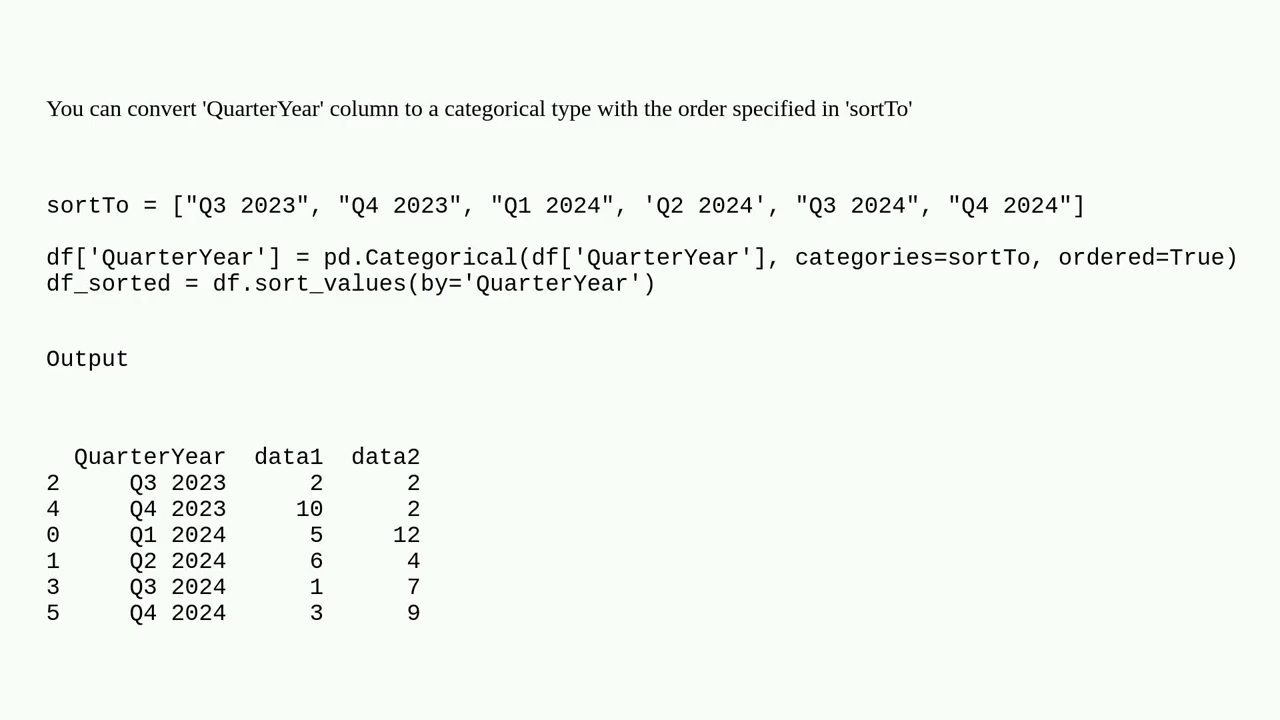 You can convert 'QuarterYear' column to a categorical type with the order specified in 'sortTo'
sortTo = ["Q3 2023", "Q4 2023", "Q1 2024", 'Q2 2024', "Q3 2024", "Q4 2024"]
df['QuarterYear'] = pd.Categorical(df['QuarterYear'], categories=sortTo, ordered=True)
df_sorted = df.sort_values(by='QuarterYear')
Output
  QuarterYear  data1  data2
2     Q3 2023      2      2
4     Q4 2023     10      2
0     Q1 2024      5     12
1     Q2 2024      6      4
3     Q3 2024      1      7
5     Q4 2024      3      9